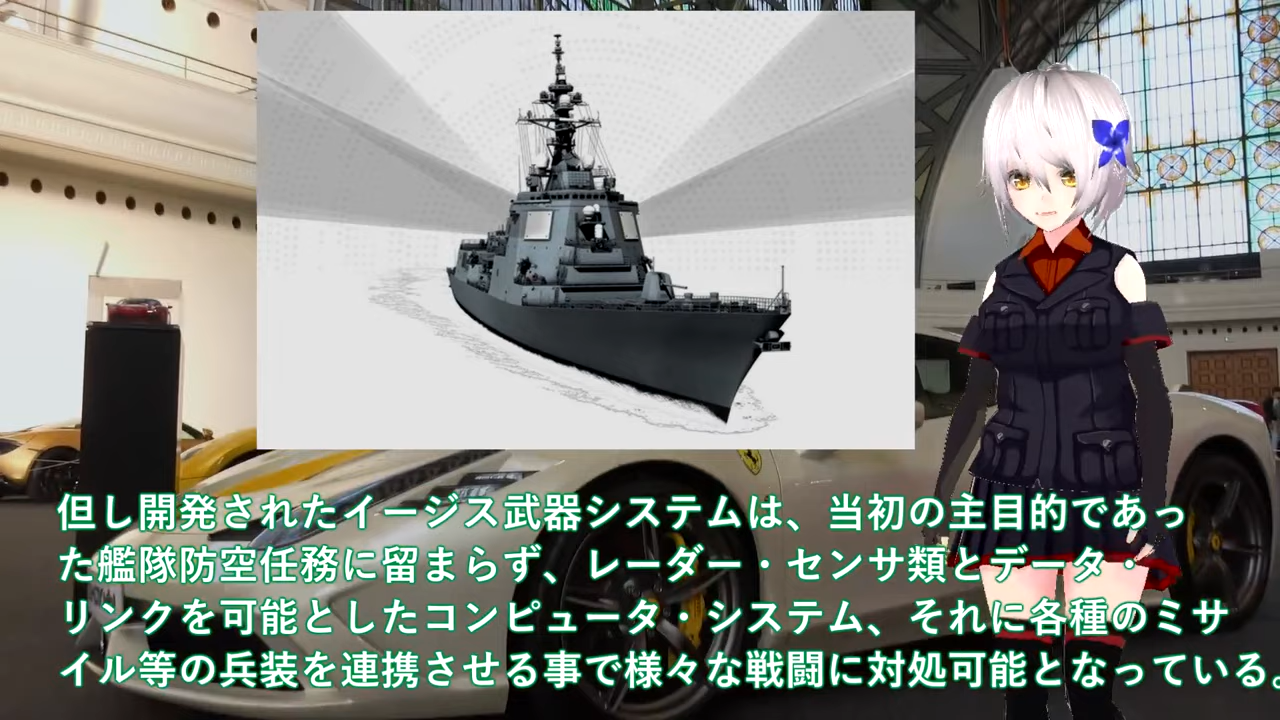 但し開発されたイージス武器システムは、当初の主目的であっ
た艦隊防空任務に留まらず、レーダー・センサ類とデータ・
リンクを可能としたコンピュータ・システム、それに各種のミサ
イル等の兵装を連携させる事で様々な戦闘に対処可能となっている。